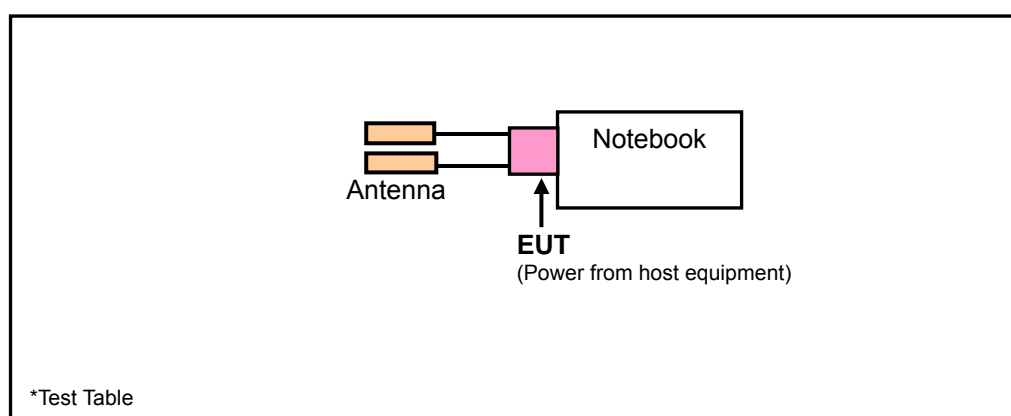 Notebook
Antenna
EUT
(Power from host equipment)
*Test Table